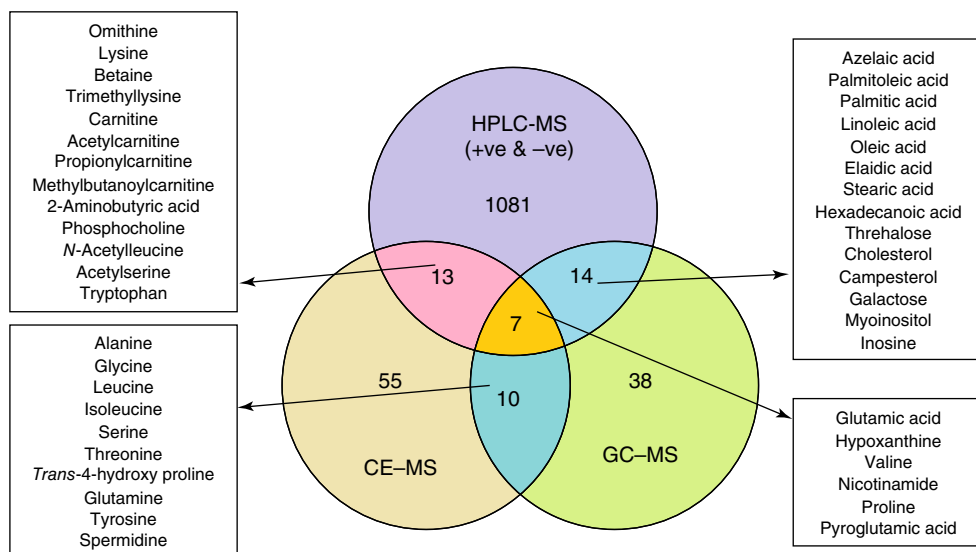 Omithine
Lysine
Betaine
Trimethyllysine
Carnitine
Acetylcarnitine
Propionylcarnitine
Methylbutanoylcarnitine
2-Aminobutyric acid
Phosphocholine
N-Acetylleucine
Acetylserine
Tryptophan
Alanine
Glycine
Leucine
Isoleucine
Serine
Threonine
Trans-4-hydroxy proline
Glutamine
Tyrosine
Spermidine
HPLC-MS
(+ve & –ve)
1081
13
14
7
55
10
38
CE–MS
GC–MS
Azelaic acid
Palmitoleic acid
Palmitic acid
Linoleic acid
Oleic acid
Elaidic acid
Stearic acid
Hexadecanoic acid
Threhalose
Cholesterol
Campesterol
Galactose
Myoinositol
Inosine
Glutamic acid
Hypoxanthine
Valine
Nicotinamide
Proline
Pyroglutamic acid